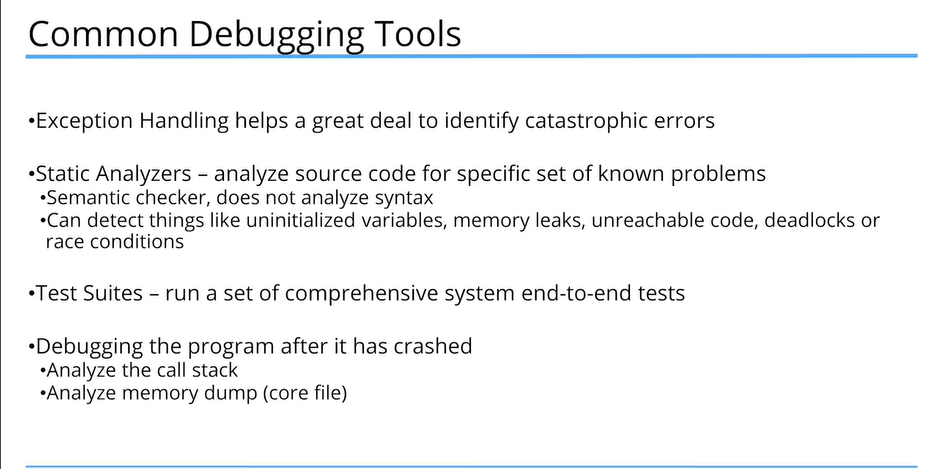 Common Debugging Tools
•Exception Handling helps a great deal to identify catastrophic errors
•Static Analyzers – analyze source code for specific set of known problems
•Semantic checker, does not analyze syntax
•Can detect things like uninitialized variables, memory leaks, unreachable code, deadlocks or
race conditions
•Test Suites – run a set of comprehensive system end-to-end tests
•Debugging the program after it has crashed
•Analyze the call stack
•Analyze memory dump (core file)